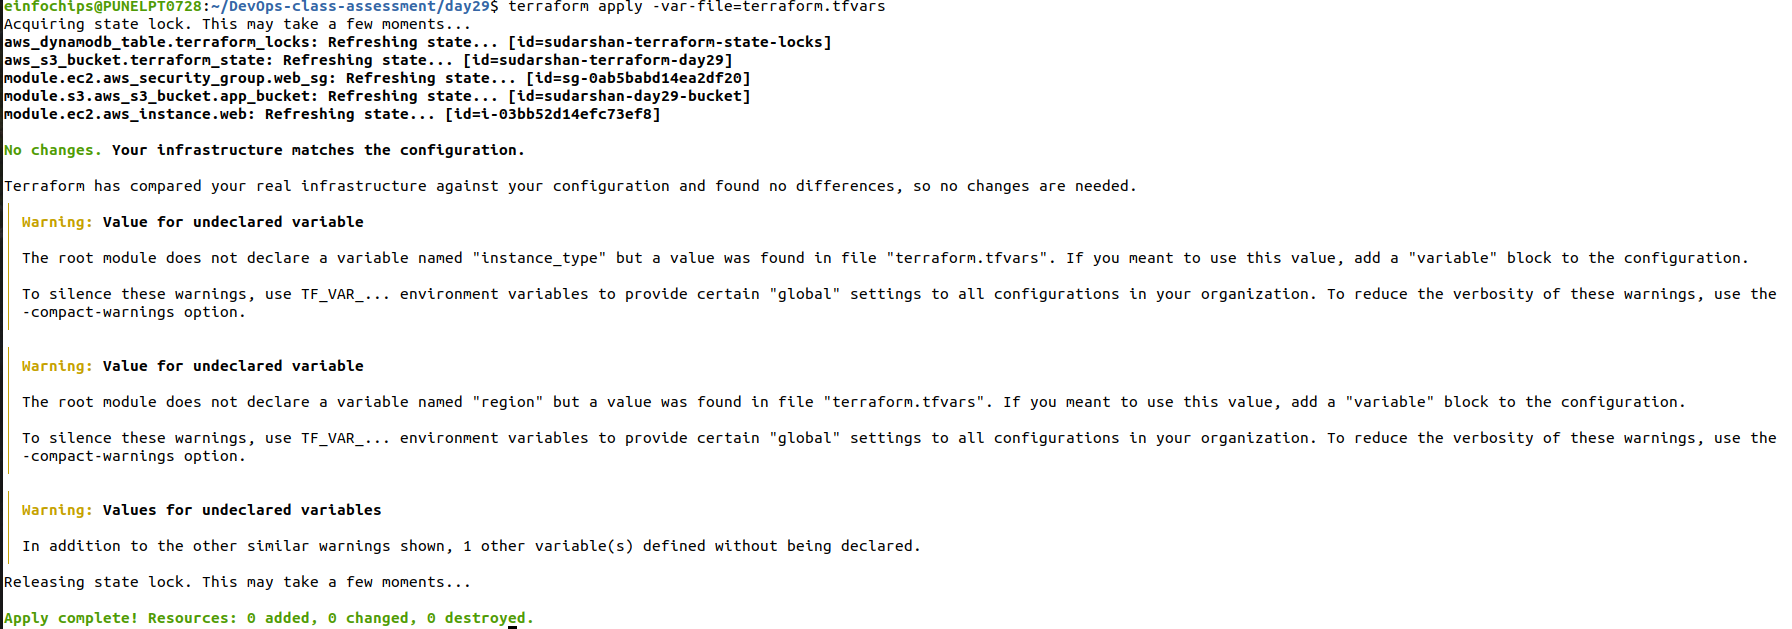 einfochips@PUNELPT0728:~/DevOps-class-assessment/day29$ terraform apply -var-file=terraform.tfvars
Acquiring state lock. This may take a few moments...
aws_dynamodb_table.terraform_locks: Refreshing state... [id=sudarshan-terraform-state-locks]
aws_s3_bucket.terraform_state: Refreshing state... [id=sudarshan-terraform-day29]
module.ec2.aws_security_group.web_sg: Refreshing state... [id=sg-0ab5babd14ea2df20]
module.s3.aws_s3_bucket.app_bucket: Refreshing state... [id=sudarshan-day29-bucket]
module.ec2.aws_instance.web: Refreshing state... [id=i-03bb52d14efc73ef8]
No changes. Your infrastructure matches the configuration.
Terraform has compared your real infrastructure against your configuration and found no differences, so no changes are needed.
Warning: Value for undeclared variable
The root module does not declare a variable named "instance_type" but a value was found in file "terraform.tfvars". If you meant to use this value, add a "variable" block to the configuration.
To silence these warnings, use TF_VAR_... environment variables to provide certain "global" settings to all configurations in your organization. To reduce the verbosity of these warnings, use the
-compact-warnings option.
Warning: Value for undeclared variable
The root module does not declare a variable named "region" but a value was found in file "terraform.tfvars". If you meant to use this value, add a "variable" block to the configuration.
To silence these warnings, use TF_VAR_... environment variables to provide certain "global" settings to all configurations in your organization. To reduce the verbosity of these warnings, use the
-compact-warnings option.
Warning: Values for undeclared variables
In addition to the other similar warnings shown, 1 other variable(s) defined without being declared.
Releasing state lock. This may take a few moments...
Apply complete! Resources: 0 added, 0 changed, 0 destroyed.